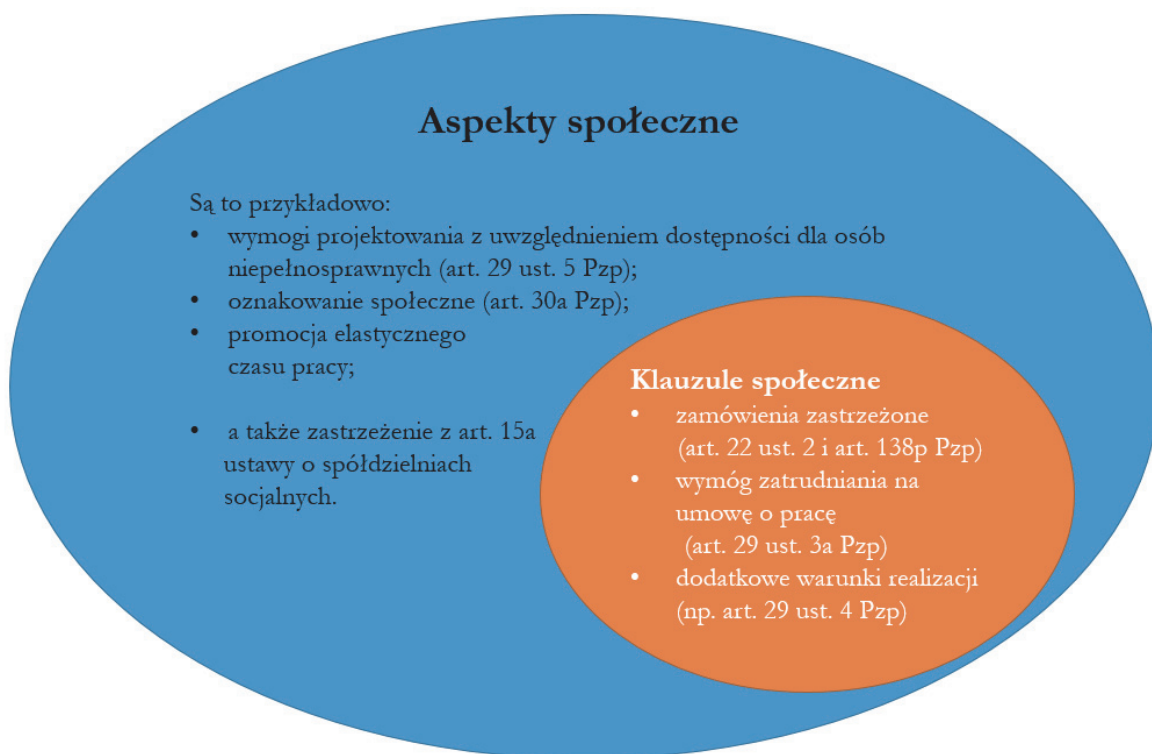 Aspekty społeczne
Są to przykładowo:
• wymogi projektowania z uwzględnieniem dostępności dla osób
niepełnosprawnych (art. 29 ust. 5 Pzp);
• oznakowanie społeczne (art. 30a Pzp);
• promocja elastycznego
czasu pracy;
• a także zastrzeżenie z art. 15a
ustawy o spółdzielniach
socjalnych.
Klauzule społeczne
• zamówienia zastrzeżone
(art. 22 ust. 2 i art. 138p Pzp)
• wymóg zatrudniania na
umowę o pracę
(art. 29 ust. 3a Pzp)
• dodatkowe warunki realizacji
(np. art. 29 ust. 4 Pzp)